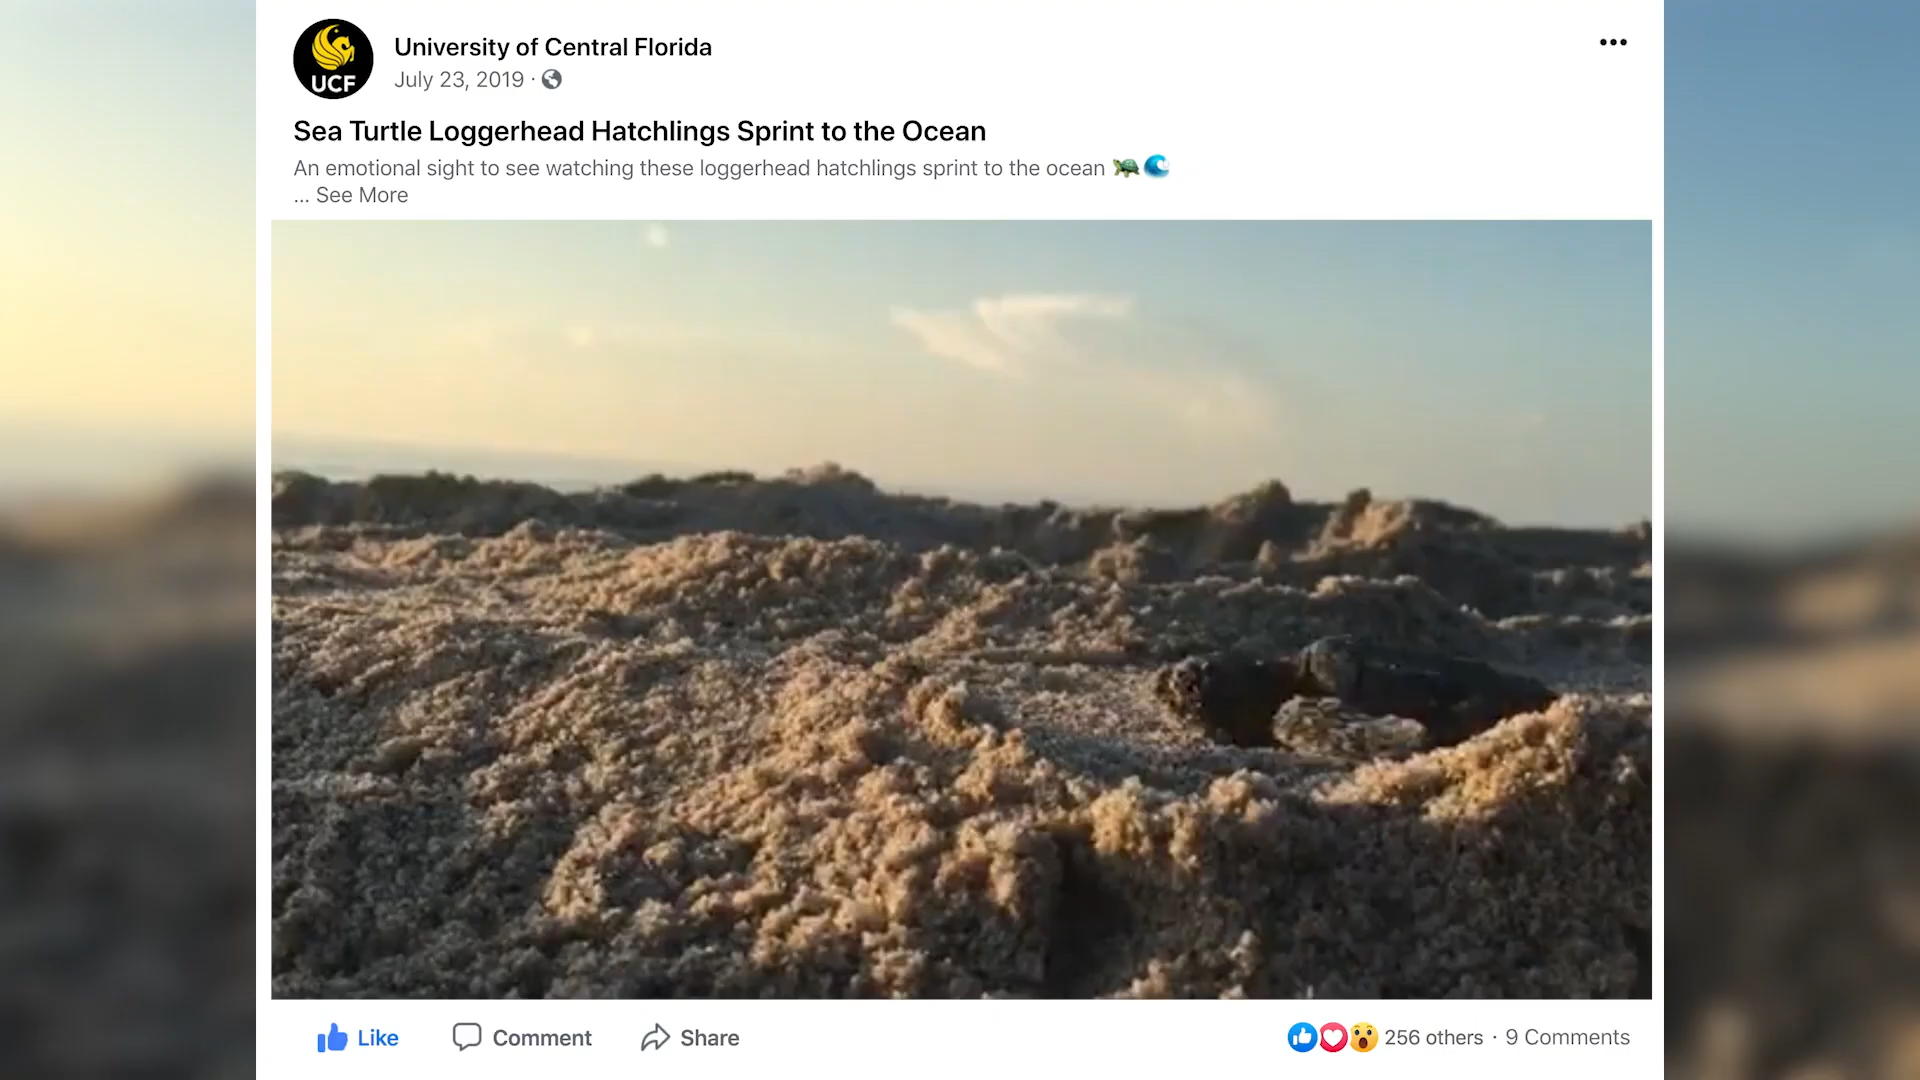 UCF
University of Central Florida
July 23, 2019 ·
Sea Turtle Loggerhead Hatchlings Sprint to the Ocean
An emotional sight to see watching these loggerhead hatchlings sprint to the ocean 🐢🌊
... See More
Like
Comment
Share
256 others · 9 Comments